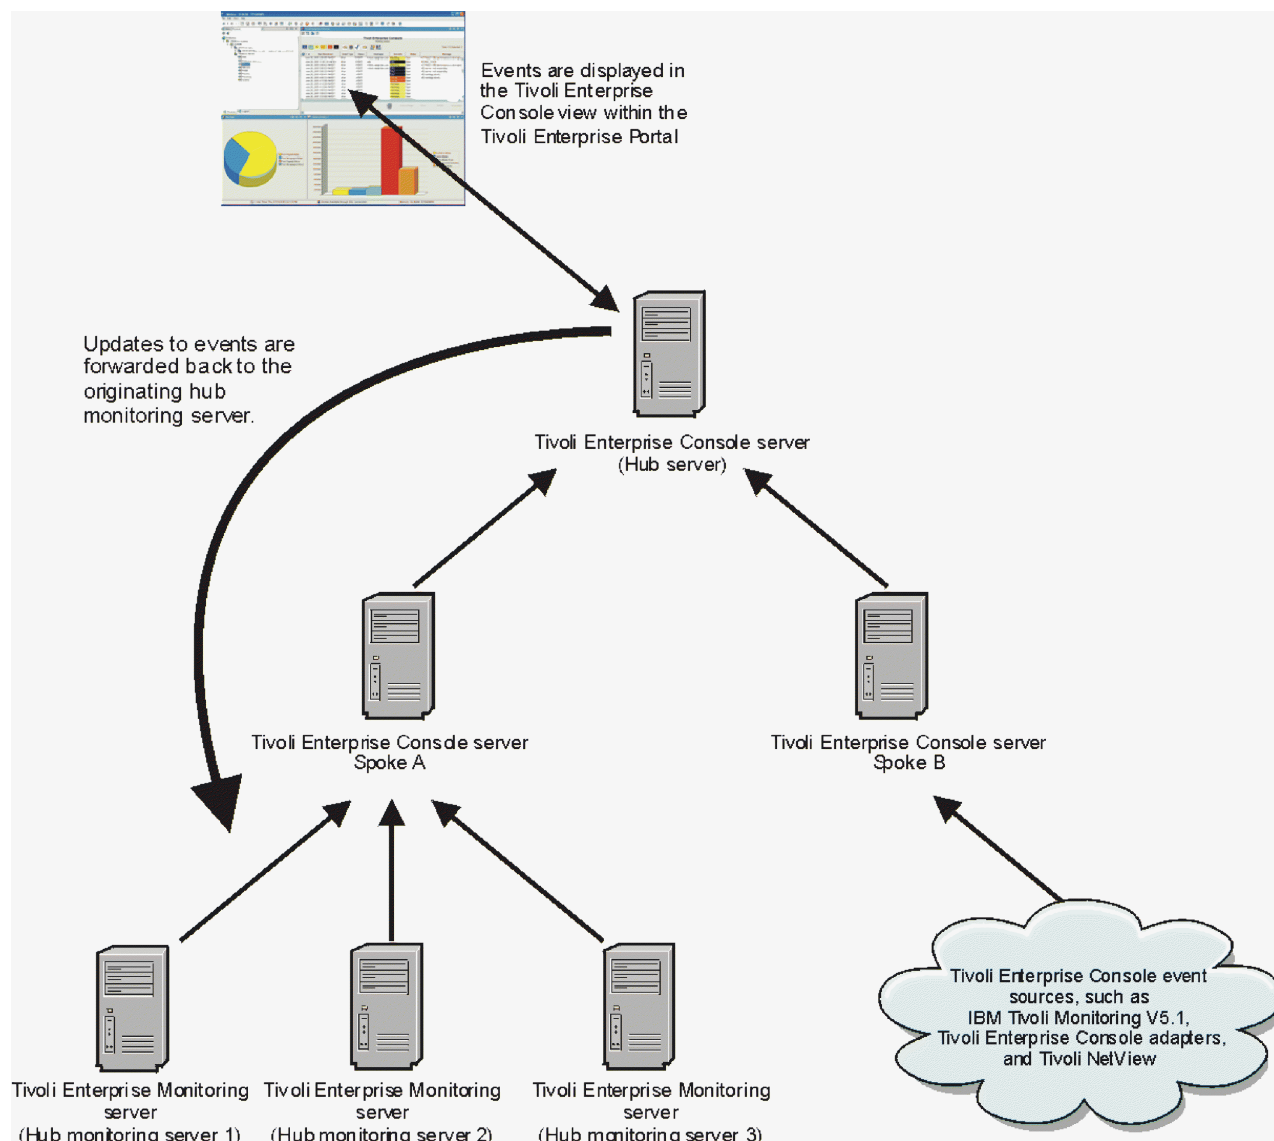 Events are displayed in
the Tivoli Enterprise
Console view within the
Tivoli Enterprise Portal
Updates to events are
forwarded back to the
originating hub
monitoring server.
Tivoli Enterprise Console server
(Hub server)
Tivoli Enterprise Console server
Spoke A
Tivoli Enterprise Console server
Spoke B
Tivoli Enterprise Console event
sources, such as
IBM Tivoli Monitoring V5.1,
Tivoli Enterprise Console adapters,
and Tivoli NetView
Tivoli Enterprise Monitoring
server
(Hub monitoring server 1)
Tivoli Enterprise Monitoring
server
(Hub monitoring server 2)
Tivoli Enterprise Monitoring
server
(Hub monitoring server 3)